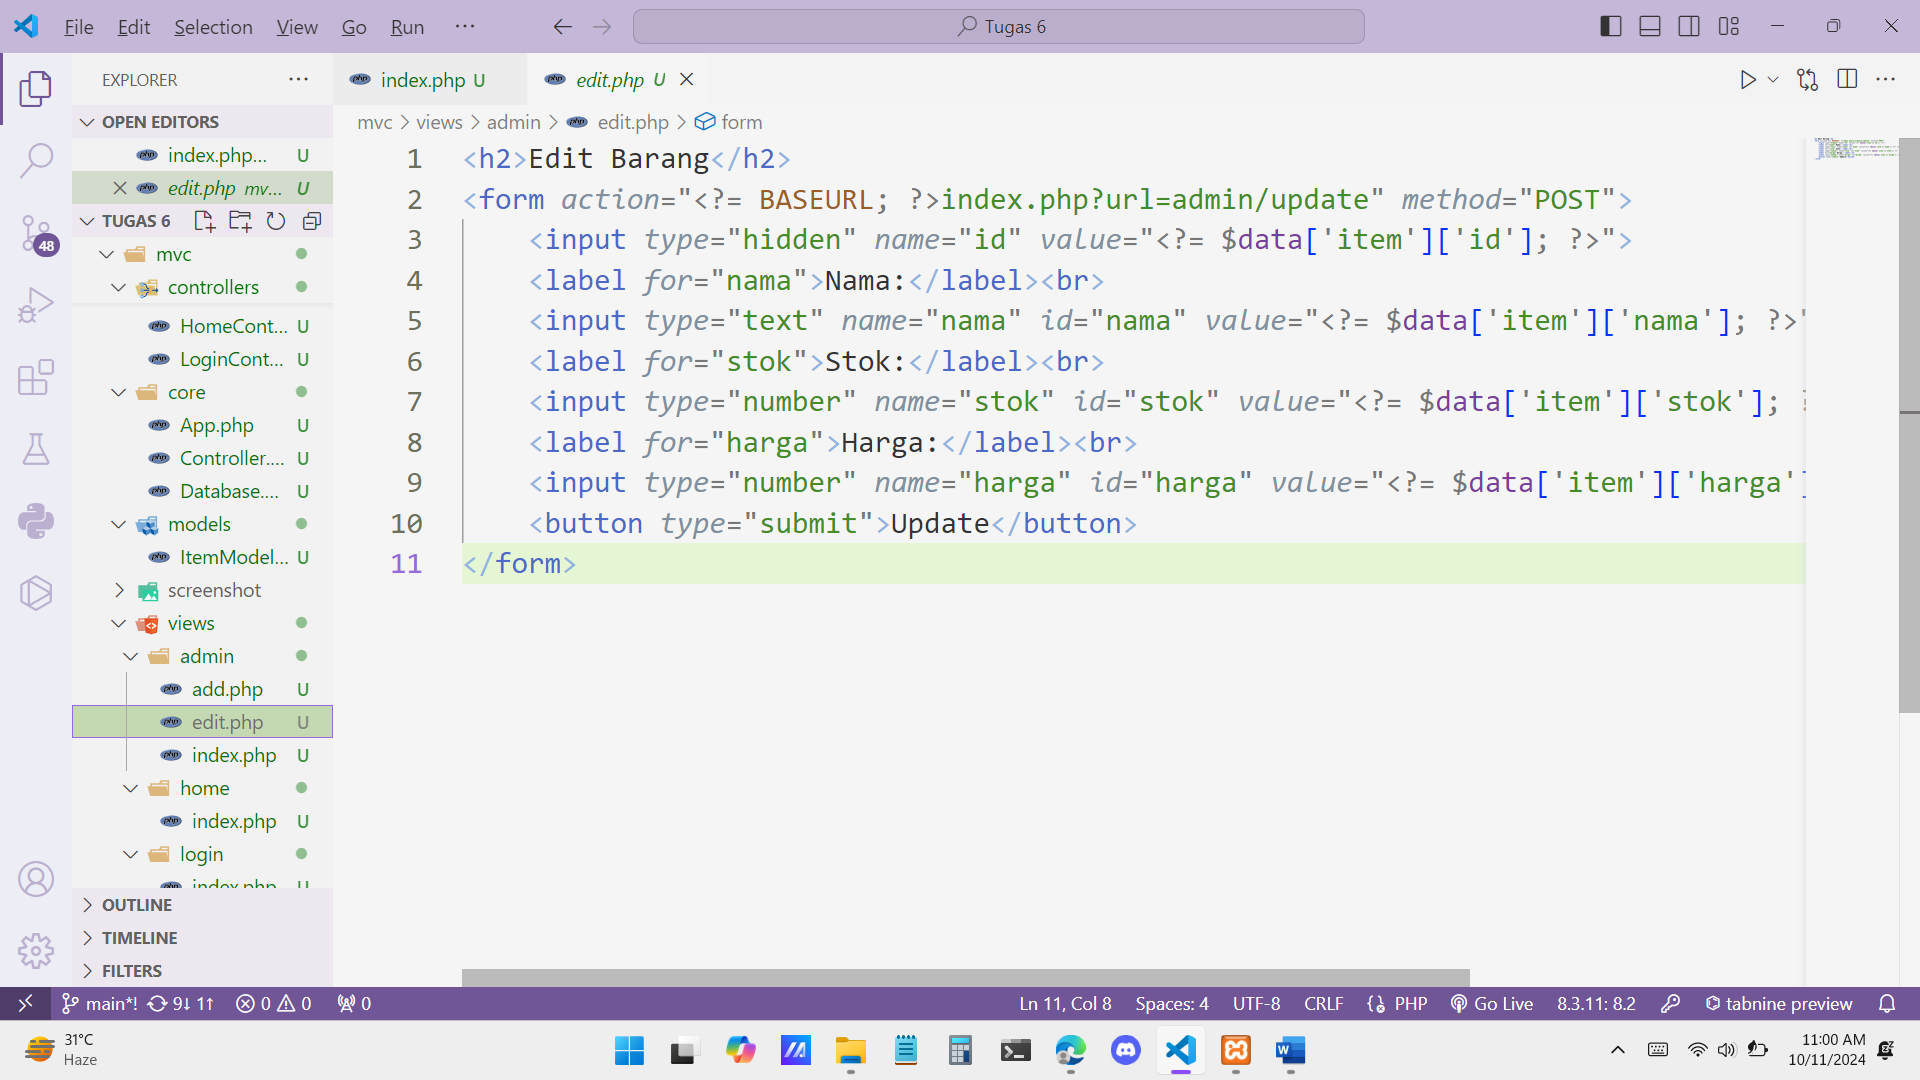 File Edit Selection View Go Run ··· Tugas 6
EXPLORER ···
index.php U
edit.php U
OPEN EDITORS
index.php... U
edit.php mv... U
TUGAS 6
mvc
controllers
HomeCont... U
LoginCont... U
core
App.php U
Controller.... U
Database.... U
models
ItemModel... U
screenshot
views
admin
add.php U
edit.php U
index.php U
home
index.php U
login
index.php U
OUTLINE
TIMELINE
FILTERS
48
mvc > views > admin > edit.php > form
1 <h2>Edit Barang</h2>
2 <form action="<?= BASEURL; ?>index.php?url=admin/update" method="POST">
3 <input type="hidden" name="id" value="<?= $data['item']['id']; ?>">
4 <label for="nama">Nama:</label><br>
5 <input type="text" name="nama" id="nama" value="<?= $data['item']['nama']; ?>"
6 <label for="stok">Stok:</label><br>
7 <input type="number" name="stok" id="stok" value="<?= $data['item']['stok']; ?
8 <label for="harga">Harga:</label><br>
9 <input type="number" name="harga" id="harga" value="<?= $data['item']['harga']
10 <button type="submit">Update</button>
11 </form>
main*! 9↓ 1↑ 0 0 0 Ln 11, Col 8 Spaces: 4 UTF-8 CRLF PHP Go Live 8.3.11: 8.2 tabnine preview
31°C
Haze
11:00 AM
10/11/2024